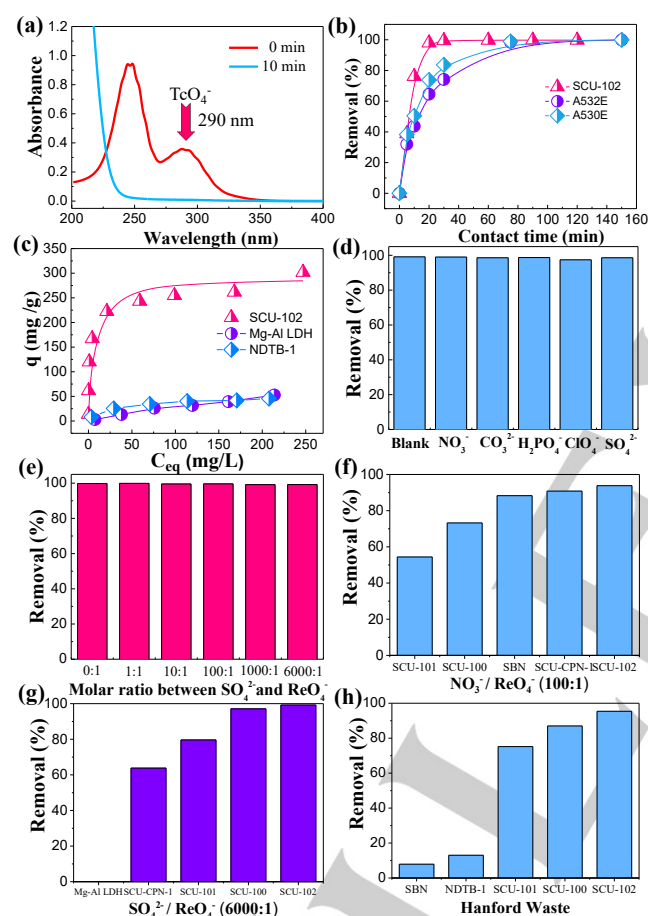 (a)
1.2
1.0
0.8
0.6
0.4
0.2
0.0
Absorbance
0 min
10 min
TcO₄⁻
290 nm
200 250 300 350 400
Wavelength (nm)
(b)
100
80
60
40
20
0
Removal (%)
SCU-102
A532E
A530E
0 20 40 60 80 100 120 140 160
Contact time (min)
(c)
350
300
250
200
150
100
50
0
q (mg /g)
SCU-102
Mg-Al LDH
NDTB-1
0 50 100 150 200 250
C_eq (mg/L)
(d)
100
80
60
40
20
0
Removal (%)
Blank NO₃⁻ CO₃²⁻ H₂PO₄⁻ ClO₄⁻ SO₄²⁻
(e)
100
80
60
40
20
0
Removal (%)
0:1 1:1 10:1 100:1 1000:1 6000:1
Molar ratio between SO₄²⁻ and ReO₄⁻
(f)
100
80
60
40
20
0
Removal (%)
SCU-101 SCU-100 SBN SCU-CPN-1 SCU-102
NO₃⁻/ ReO₄⁻ (100:1)
(g)
100
80
60
40
20
0
Removal (%)
Mg-Al LDH SCU-CPN-1 SCU-101 SCU-100 SCU-102
SO₄²⁻/ ReO₄⁻ (6000:1)
(h)
100
80
60
40
20
0
Removal (%)
SBN NDTB-1 SCU-101 SCU-100 SCU-102
Hanford Waste